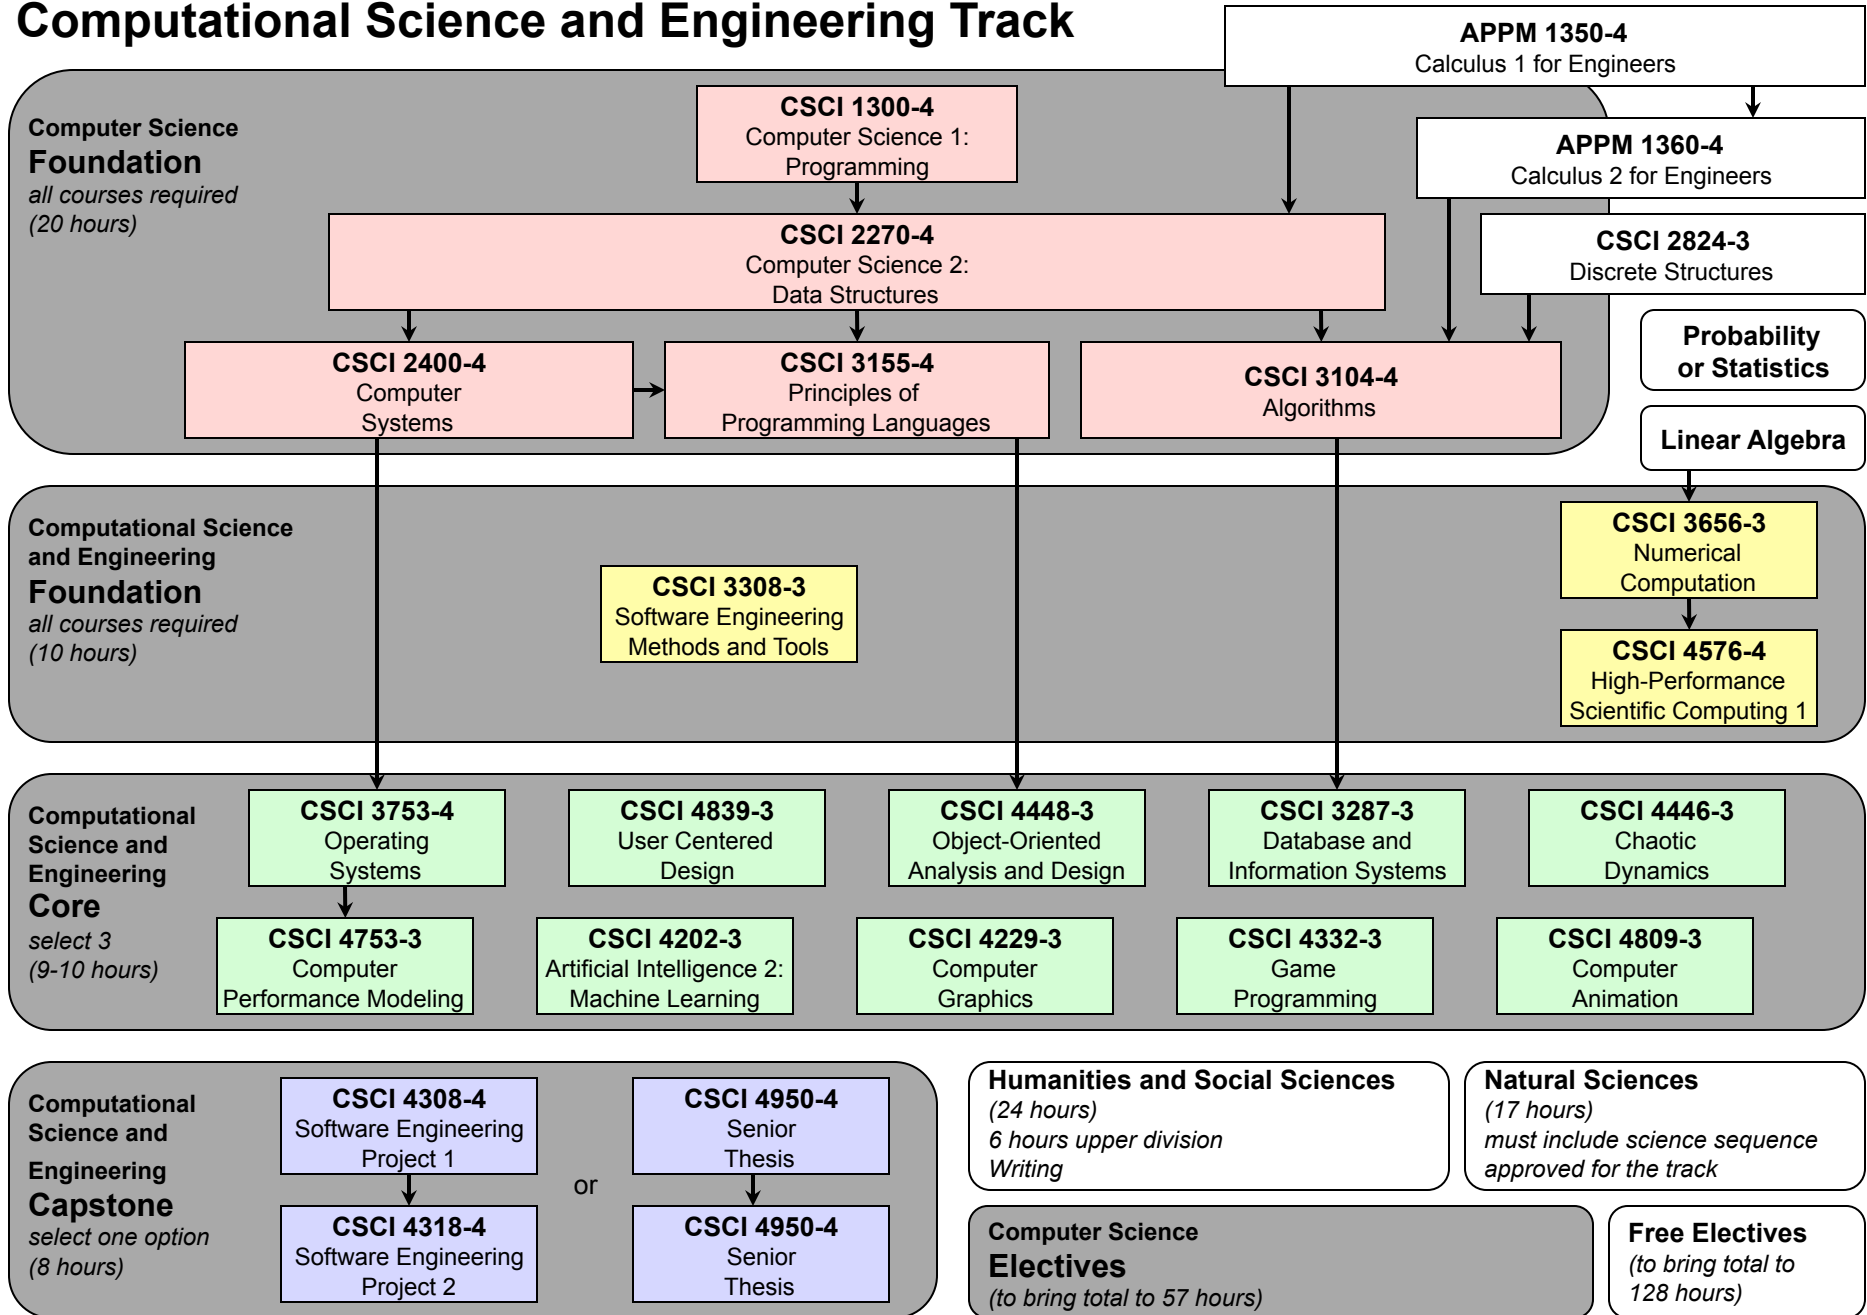 Computational Science and Engineering Track
APPM 1350-4
Calculus 1 for Engineers
Computer Science
Foundation
all courses required
(20 hours)
CSCI 1300-4
Computer Science 1:
Programming
APPM 1360-4
Calculus 2 for Engineers
CSCI 2270-4
Computer Science 2:
Data Structures
CSCI 2824-3
Discrete Structures
CSCI 2400-4
Computer
Systems
CSCI 3155-4
Principles of
Programming Languages
CSCI 3104-4
Algorithms
Probability
or Statistics
Linear Algebra
Computational Science
and Engineering
Foundation
all courses required
(10 hours)
CSCI 3308-3
Software Engineering
Methods and Tools
CSCI 3656-3
Numerical
Computation
CSCI 4576-4
High-Performance
Scientific Computing 1
Computational
Science and
Engineering
Core
select 3
(9-10 hours)
CSCI 3753-4
Operating
Systems
CSCI 4839-3
User Centered
Design
CSCI 4448-3
Object-Oriented
Analysis and Design
CSCI 3287-3
Database and
Information Systems
CSCI 4446-3
Chaotic
Dynamics
CSCI 4753-3
Computer
Performance Modeling
CSCI 4202-3
Artificial Intelligence 2:
Machine Learning
CSCI 4229-3
Computer
Graphics
CSCI 4332-3
Game
Programming
CSCI 4809-3
Computer
Animation
Computational
Science and
Engineering
Capstone
select one option
(8 hours)
CSCI 4308-4
Software Engineering
Project 1
or
CSCI 4950-4
Senior
Thesis
CSCI 4318-4
Software Engineering
Project 2
CSCI 4950-4
Senior
Thesis
Humanities and Social Sciences
(24 hours)
6 hours upper division
Writing
Natural Sciences
(17 hours)
must include science sequence
approved for the track
Computer Science
Electives
(to bring total to 57 hours)
Free Electives
(to bring total to
128 hours)